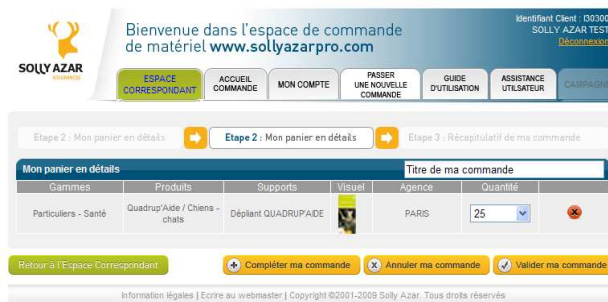 Identifiant Client : I30300
Bienvenue dans l'espace de commande
SOLLY AZAR TEST
de matériel www.sollyazarpro.com
Déconnexion
SOLLY AZAR
ASSURANCES
ESPACE CORRESPONDANT
ACCUEIL COMMANDE
MON COMPTE
PASSER UNE NOUVELLE COMMANDE
GUIDE D'UTILISATION
ASSISTANCE UTILSATEUR
CAMPAGNE
Etape 2 : Mon panier en détails
Etape 2 : Mon panier en détails
Etape 3 : Récapitulatif de ma commande
Mon panier en détails
Titre de ma commande
Gammes Produits Supports Visuel Agence Quantité
Particuliers - Santé
Quadrup'Aide / Chiens - chats
Dépliant QUADRUP'AIDE
PARIS
25
Retour à l'Espace Correspondant
Compléter ma commande
Annuler ma commande
Valider ma commande
Information légales | Ecrire au webmaster | Copyright ©2001-2009 Solly Azar. Tous droits réservés